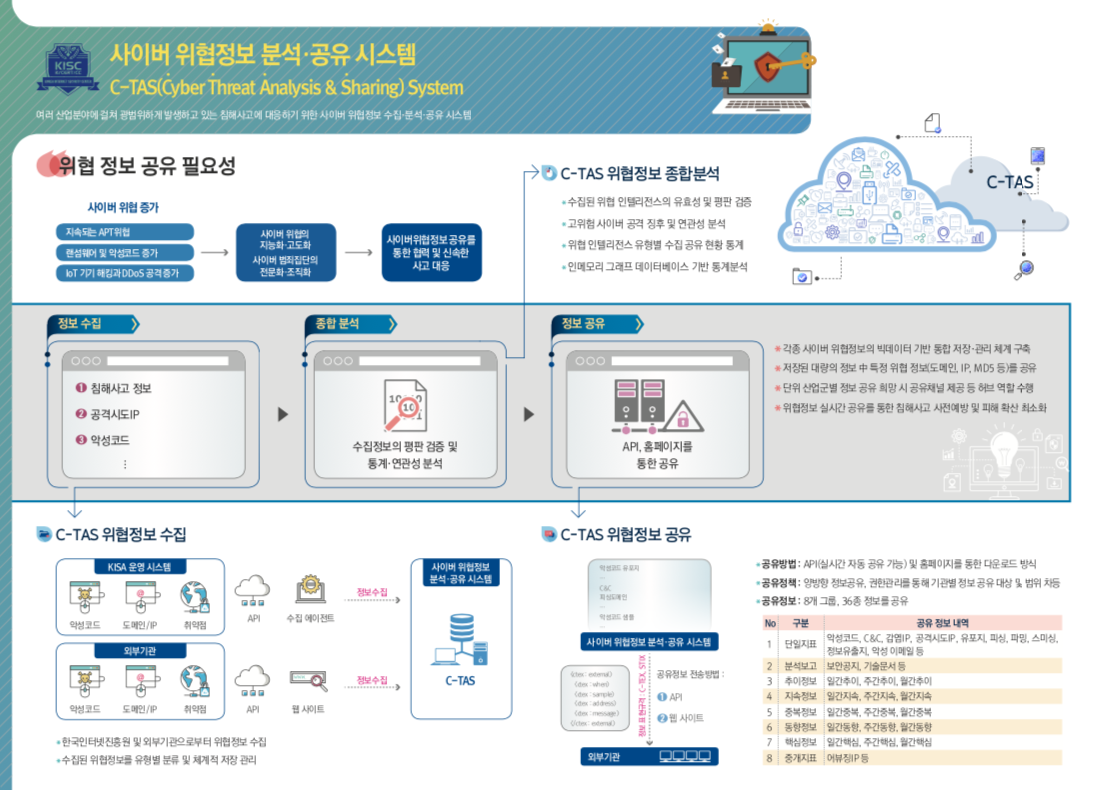 KISC
사이버 위협정보 분석·공유 시스템
C-TAS(Cyber Threat Analysis & Sharing) System
여러 산업분야에 걸쳐 광범위하게 발생하고 있는 침해사고에 대응하기 위한 사이버 위협정보 수집·분석·공유 시스템
위협 정보 공유 필요성
사이버 위협 증가
지속되는 APT위협
랜섬웨어 및 악성코드 증가
IoT 기기 해킹과 DDoS 공격 증가
사이버 위협의
지능화·고도화
사이버 범죄집단의
전문화·조직화
사이버위협정보 공유를
통한 협력 및 신속한
사고 대응
C-TAS 위협정보 종합분석
• 수집된 위협 인텔리전스의 유효성 및 평판 검증
• 고위험 사이버 공격 징후 및 연관성 분석
• 위협 인텔리전스 유형별 수집 공유 현황 통계
• 인메모리 그래프 데이터베이스 기반 통계분석
C-TAS
정보 수집
1 침해사고 정보
2 공격시도IP
3 악성코드
⋮
종합 분석
수집정보의 평판 검증 및
통계·연관성 분석
정보 공유
API, 홈페이지를
통한 공유
* 각종 사이버 위협정보의 빅데이터 기반 통합 저장·관리 체계 구축
* 저장된 대량의 정보 中 특정 위협 정보(도메인, IP, MD5 등)를 공유
* 단위 산업군별 정보 공유 희망 시 공유채널 제공 등 허브 역할 수행
* 위협정보 실시간 공유를 통한 침해사고 사전예방 및 피해 확산 최소화
C-TAS 위협정보 수집
KISA 운영 시스템
악성코드 도메인/IP 취약점
API 수집 에이전트
정보수집
외부기관
악성코드 도메인/IP 취약점
API 웹 사이트
정보수집
사이버 위협정보
분석·공유 시스템
C-TAS
• 한국인터넷진흥원 및 외부기관으로부터 위협정보 수집
• 수집된 위협정보를 유형별 분류 및 체계적 저장 관리
C-TAS 위협정보 공유
악성코드 유포지
...
C&C
피싱도메인
...
악성코드 샘플
...
사이버 위협정보 분석·공유 시스템
공유정보 전송방법 :
1 API
2 웹 사이트
외부기관
• 공유방법 : API(실시간 자동 공유 가능) 및 홈페이지를 통한 다운로드 방식
• 공유정책 : 양방향 정보공유, 권한관리를 통해 기관별 정보 공유 대상 및 범위 차등
• 공유정보 : 8개 그룹, 36종 정보를 공유
No 구분 공유 정보 내역
1 단일지표 악성코드, C&C, 감염IP, 공격시도IP, 유포지, 피싱, 파밍, 스미싱,
정보유출지, 악성 이메일 등
2 분석보고 보안공지, 기술문서 등
3 추이정보 일간추이, 주간추이, 월간추이
4 지속정보 일간지속, 주간지속, 월간지속
5 중복정보 일간중복, 주간중복, 월간중복
6 동향정보 일간동향, 주간동향, 월간동향
7 핵심정보 일간핵심, 주간핵심, 월간핵심
8 중개지표 어뷰징IP 등